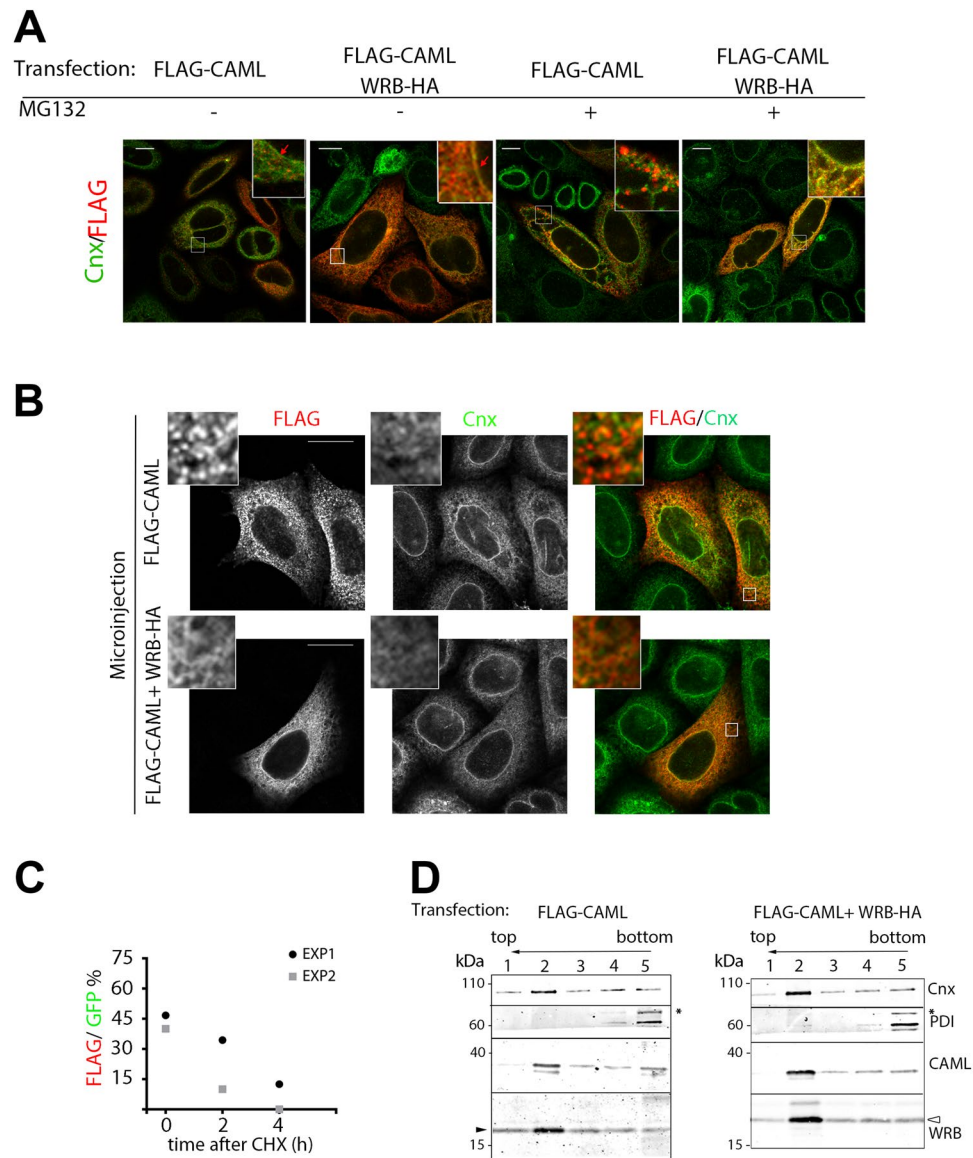 A
Transfection: FLAG-CAML FLAG-CAML WRB-HA FLAG-CAML FLAG-CAML WRB-HA
MG132 - - + +
Cnx/FLAG
B
FLAG Cnx FLAG/Cnx
Microinjection
FLAG-CAML
FLAG-CAML+ WRB-HA
C
FLAG/ GFP %
75
60
45
30
15
0 2 4
time after CHX (h)
EXP1
EXP2
D
Transfection: FLAG-CAML FLAG-CAML+ WRB-HA
top bottom top bottom
kDa 1 2 3 4 5 kDa 1 2 3 4 5
110 - 110 - Cnx
* *
60 - 60 - PDI
40 - 40 -
CAML
WRB
15 - 15 -